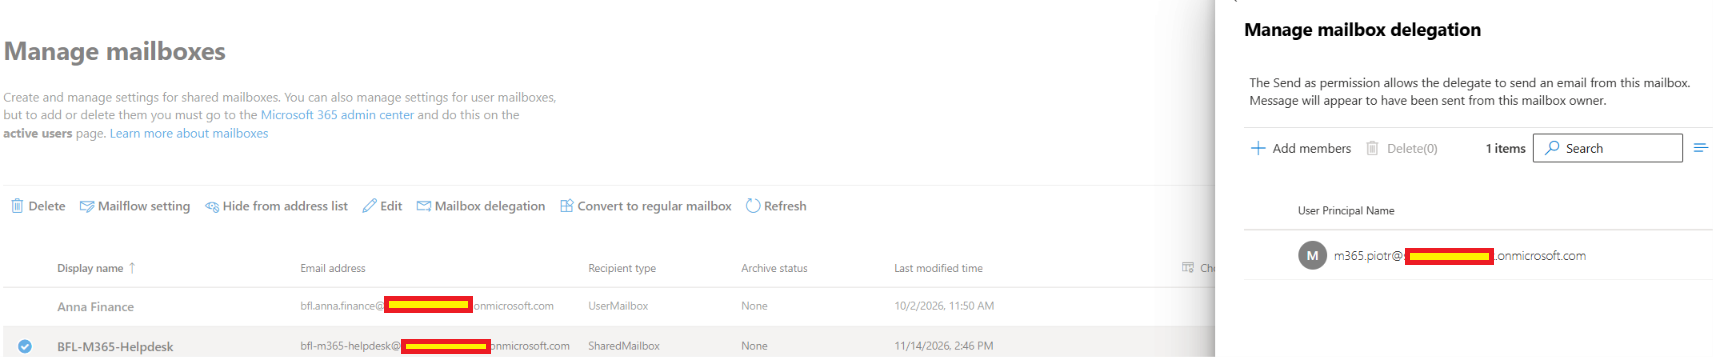 Manage mailboxes
Create and manage settings for shared mailboxes. You can also manage settings for user mailboxes,
but to add or delete them you must go to the Microsoft 365 admin center and do this on the
active users page. Learn more about mailboxes
Delete Mailflow setting Hide from address list Edit Mailbox delegation Convert to regular mailbox Refresh
Display name ↑ Email address Recipient type Archive status Last modified time
Anna Finance bfl.anna.finance@ onmicrosoft.com UserMailbox None 10/2/2026, 11:50 AM
BFL-M365-Helpdesk bfl-m365-helpdesk@ onmicrosoft.com SharedMailbox None 11/14/2026, 2:46 PM
Manage mailbox delegation
The Send as permission allows the delegate to send an email from this mailbox.
Message will appear to have been sent from this mailbox owner.
+ Add members Delete(0) 1 items Search
User Principal Name
M m365.piotr@ .onmicrosoft.com